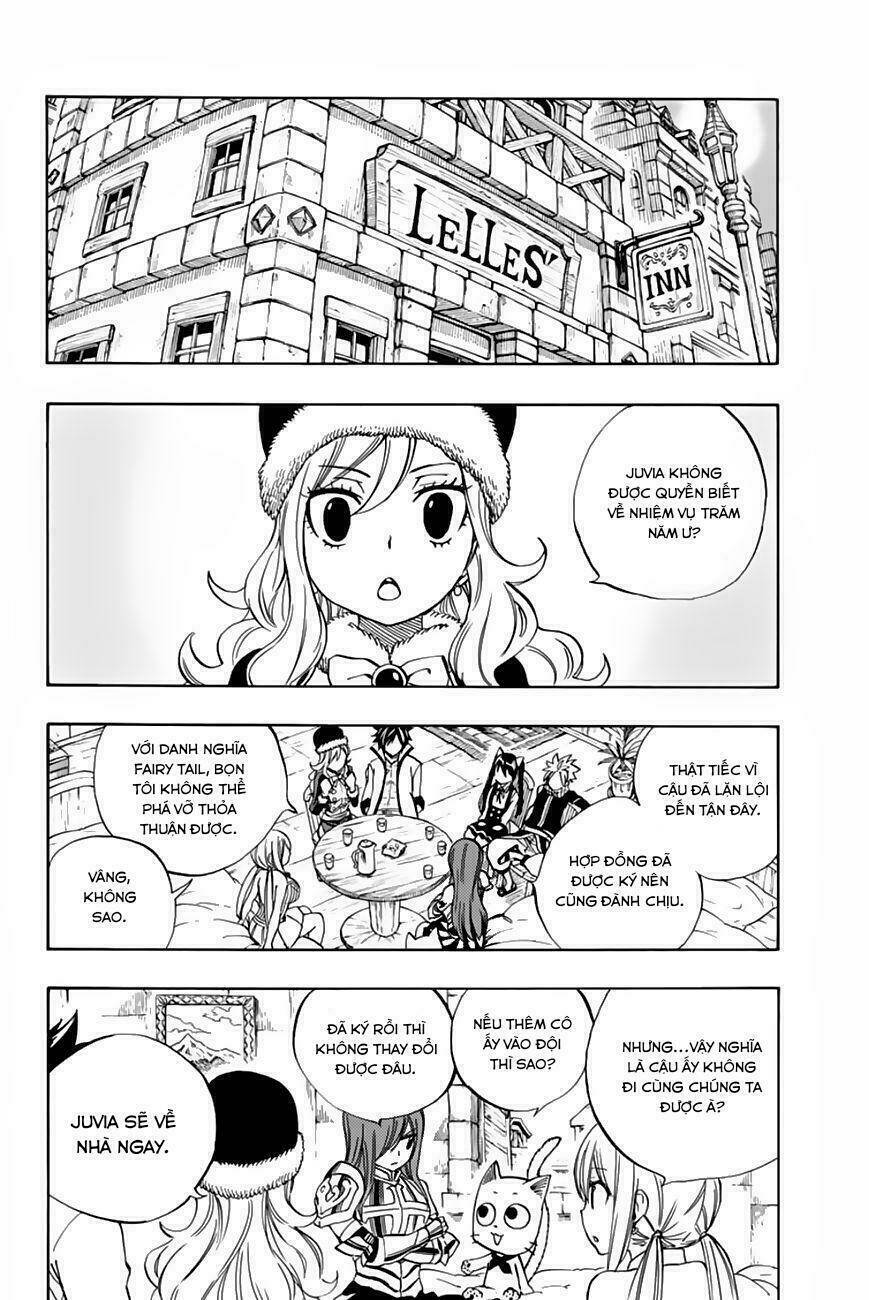 LELLES'
INN
JUVIA KHÔNG
ĐƯỢC QUYỀN BIẾT
VỀ NHIỆM VỤ TRĂM
NĂM Ư?
THẬT TIẾC VÌ
CẬU ĐÃ LẶN LỘI
ĐẾN TẬN ĐÂY.
HỢP ĐỒNG ĐÃ
ĐƯỢC KÝ NÊN
CŨNG ĐÀNH CHỊU.
VỚI DANH NGHĨA
FAIRY TAIL, BỌN
TÔI KHÔNG THỂ
PHÁ VỠ THỎA
THUẬN ĐƯỢC.
VÂNG,
KHÔNG
SAO.
NHƯNG...VẬY NGHĨA
LÀ CẬU ẤY KHÔNG
ĐI CÙNG CHÚNG TA
ĐƯỢC À?
NẾU THÊM CÔ
ẤY VÀO ĐỘI
THÌ SAO?
ĐÃ KÝ RỒI THÌ
KHÔNG THAY ĐỔI
ĐƯỢC ĐÂU.
JUVIA SẼ VỀ
NHÀ NGAY.